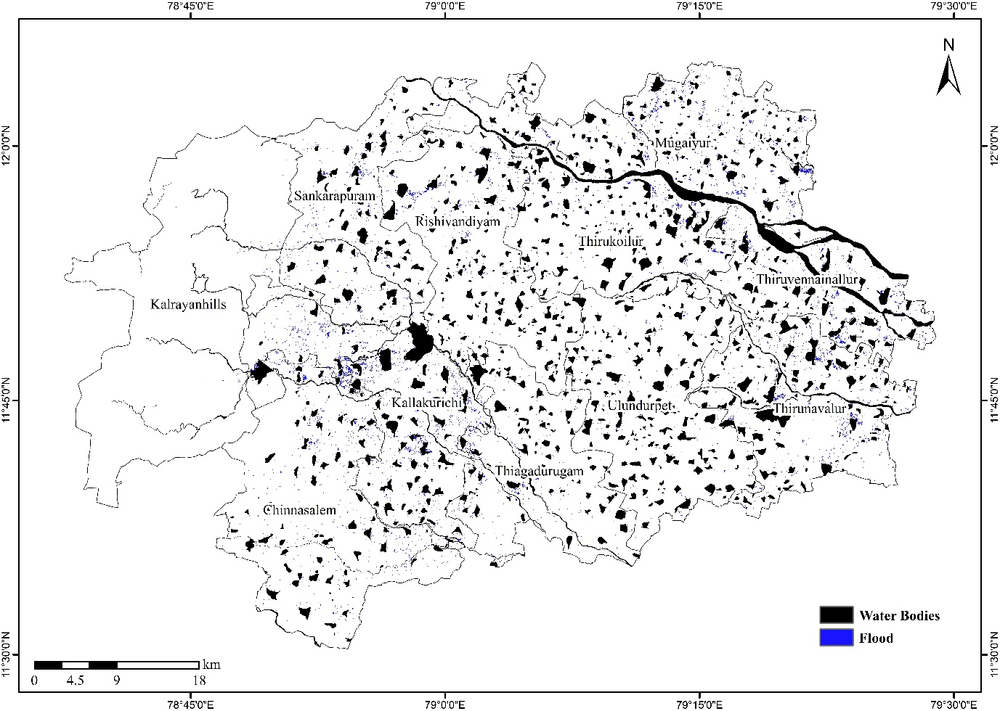 78°45'0"E
79°0'0"E
79°15'0"E
79°30'0"E
N
12°0'0"N
12°0'0"N
Mugaiyur
Sankarapuram
Rishivandiyam
Thirukoilur
Thiruvennainallur
Kalrayanhills
11°45'0"N
11°45'0"N
Kallakurichi
Ulundurpet
Thirunavalur
Thiagadurugam
Chinnasalem
Water Bodies
Flood
11°30'0"N
11°30'0"N
km
0 4.5 9 18
78°45'0"E
79°0'0"E
79°15'0"E
79°30'0"E